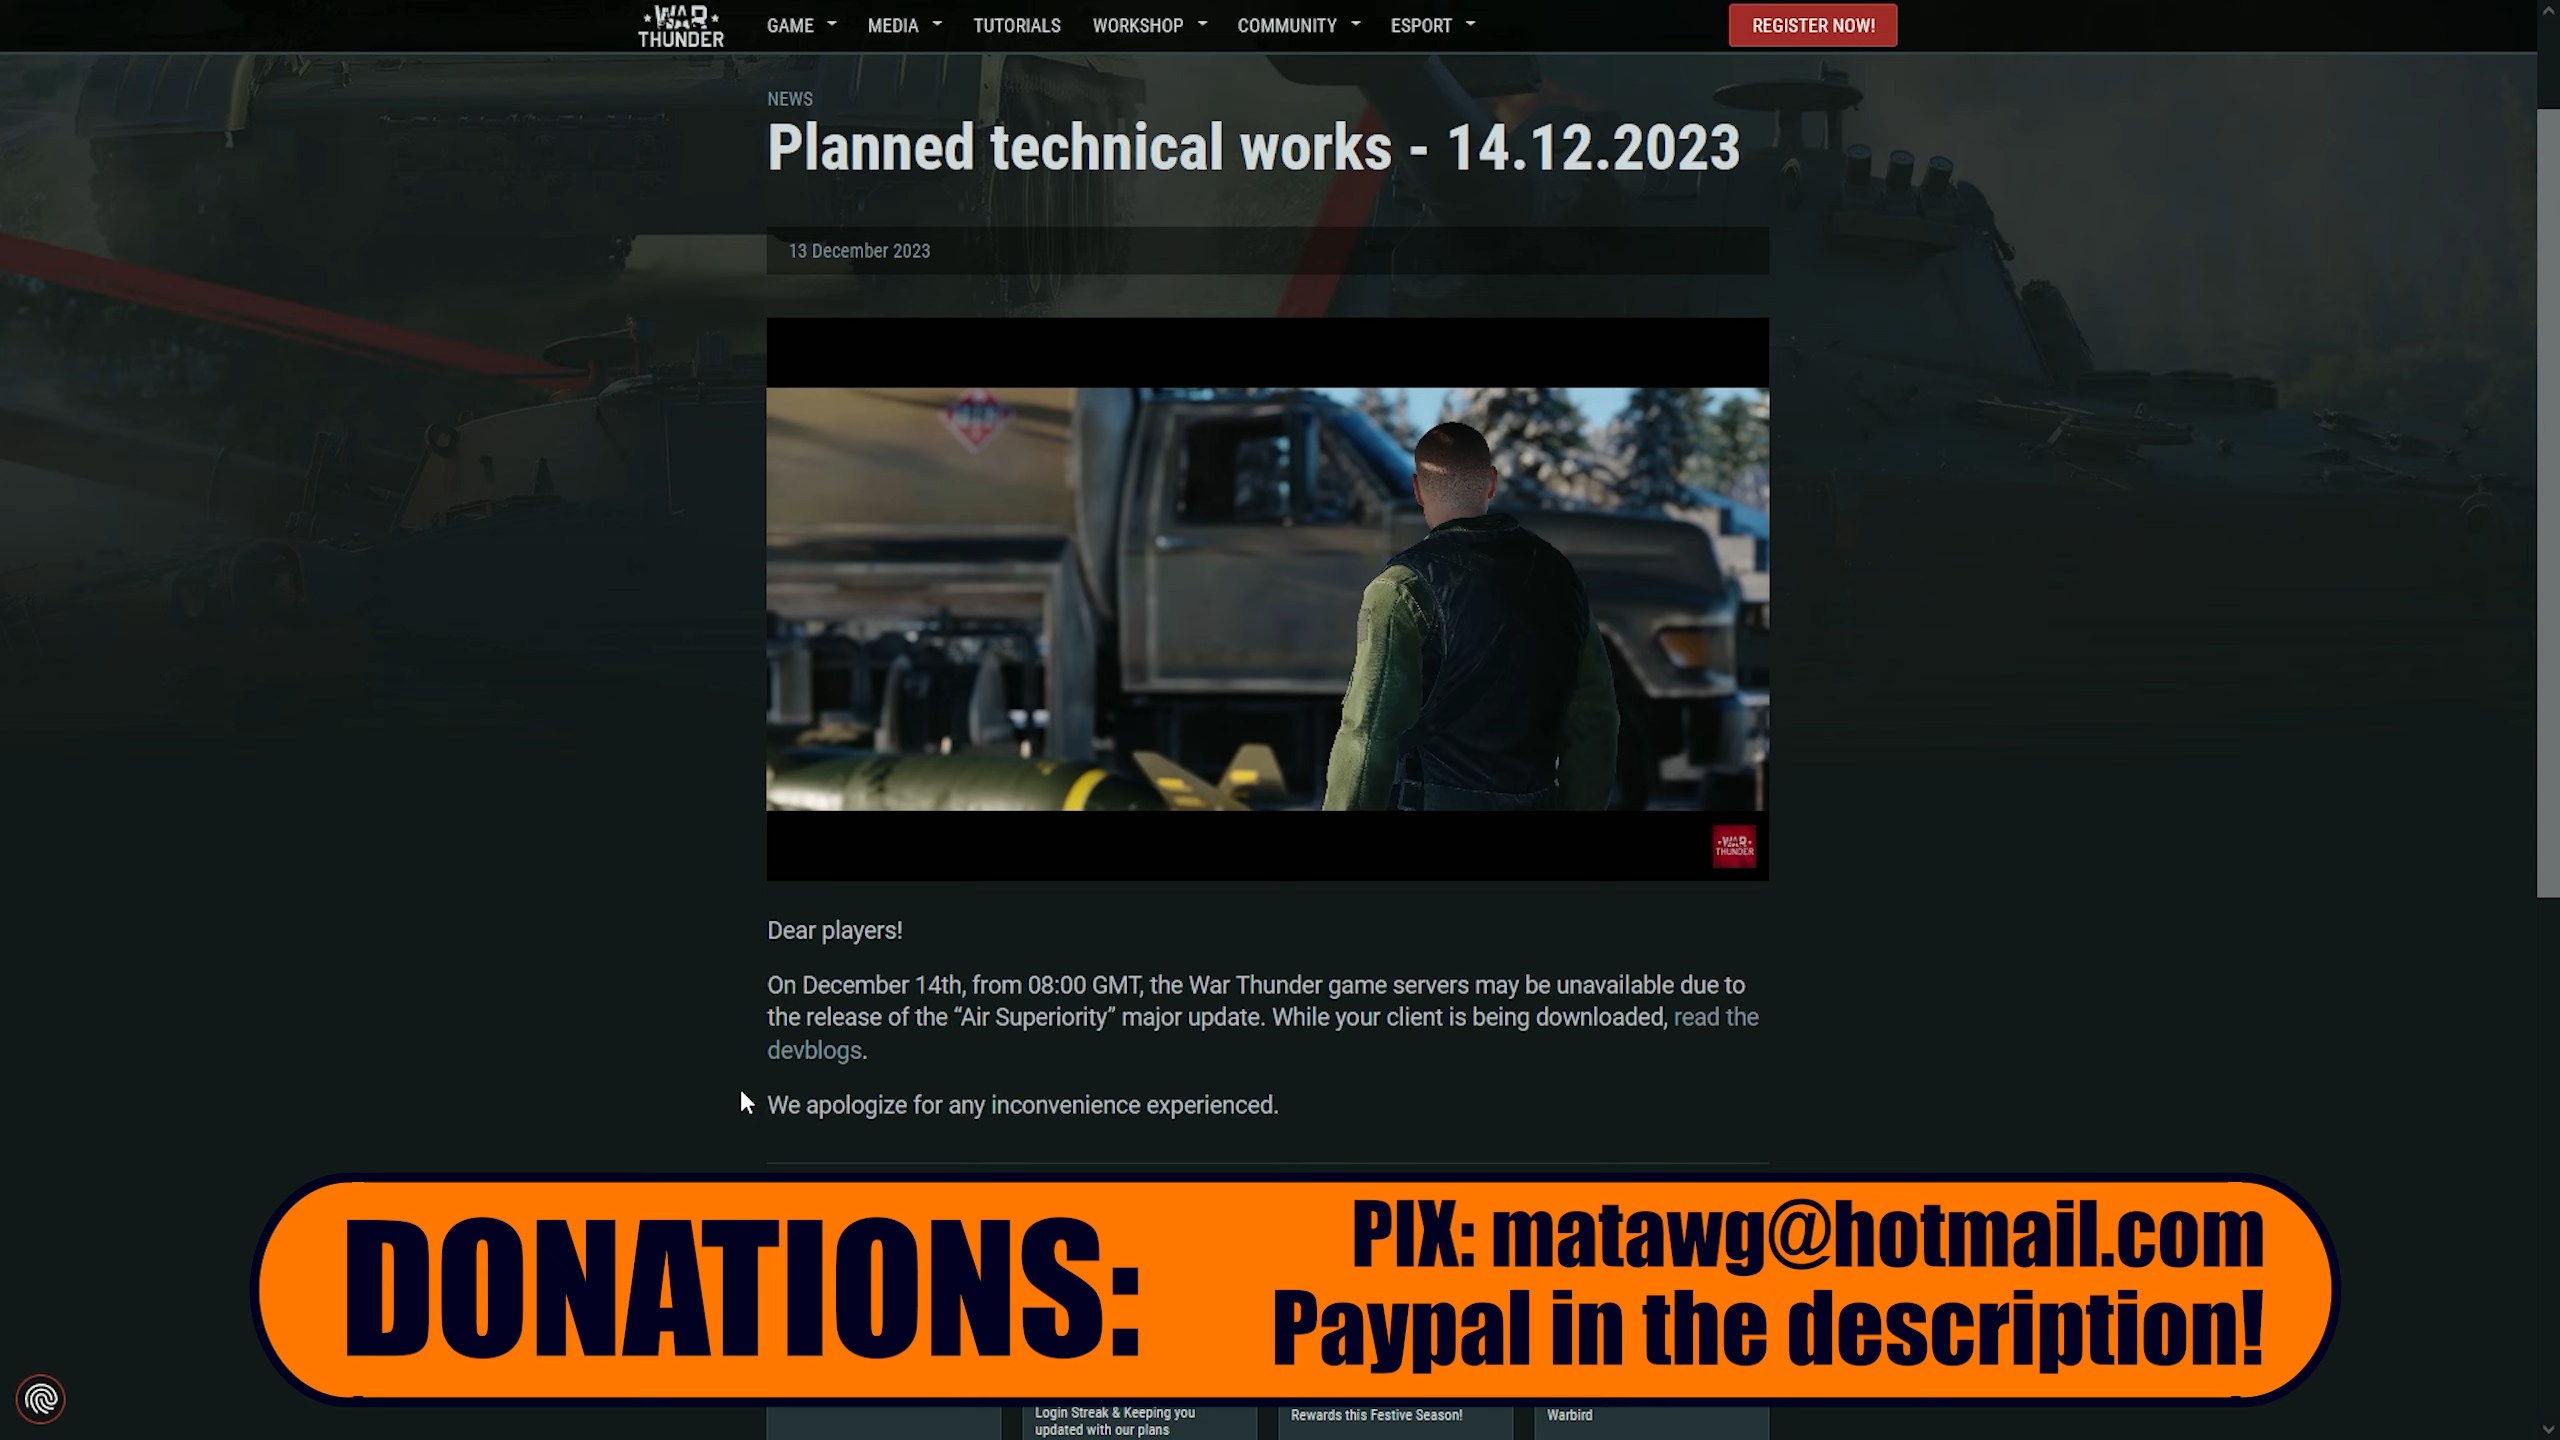 WAR
THUNDER
GAME
MEDIA
TUTORIALS
WORKSHOP
COMMUNITY
ESPORT
REGISTER NOW!
NEWS
Planned technical works - 14.12.2023
13 December 2023
WAR
THUNDER
Dear players!
On December 14th, from 08:00 GMT, the War Thunder game servers may be unavailable due to
the release of the “Air Superiority” major update. While your client is being downloaded, read the
devblogs.
We apologize for any inconvenience experienced.
DONATIONS:
PIX: matawg@hotmail.com
Paypal in the description!
Login Streak & Keeping you
updated with our plans
Rewards this Festive Season!
Warbird